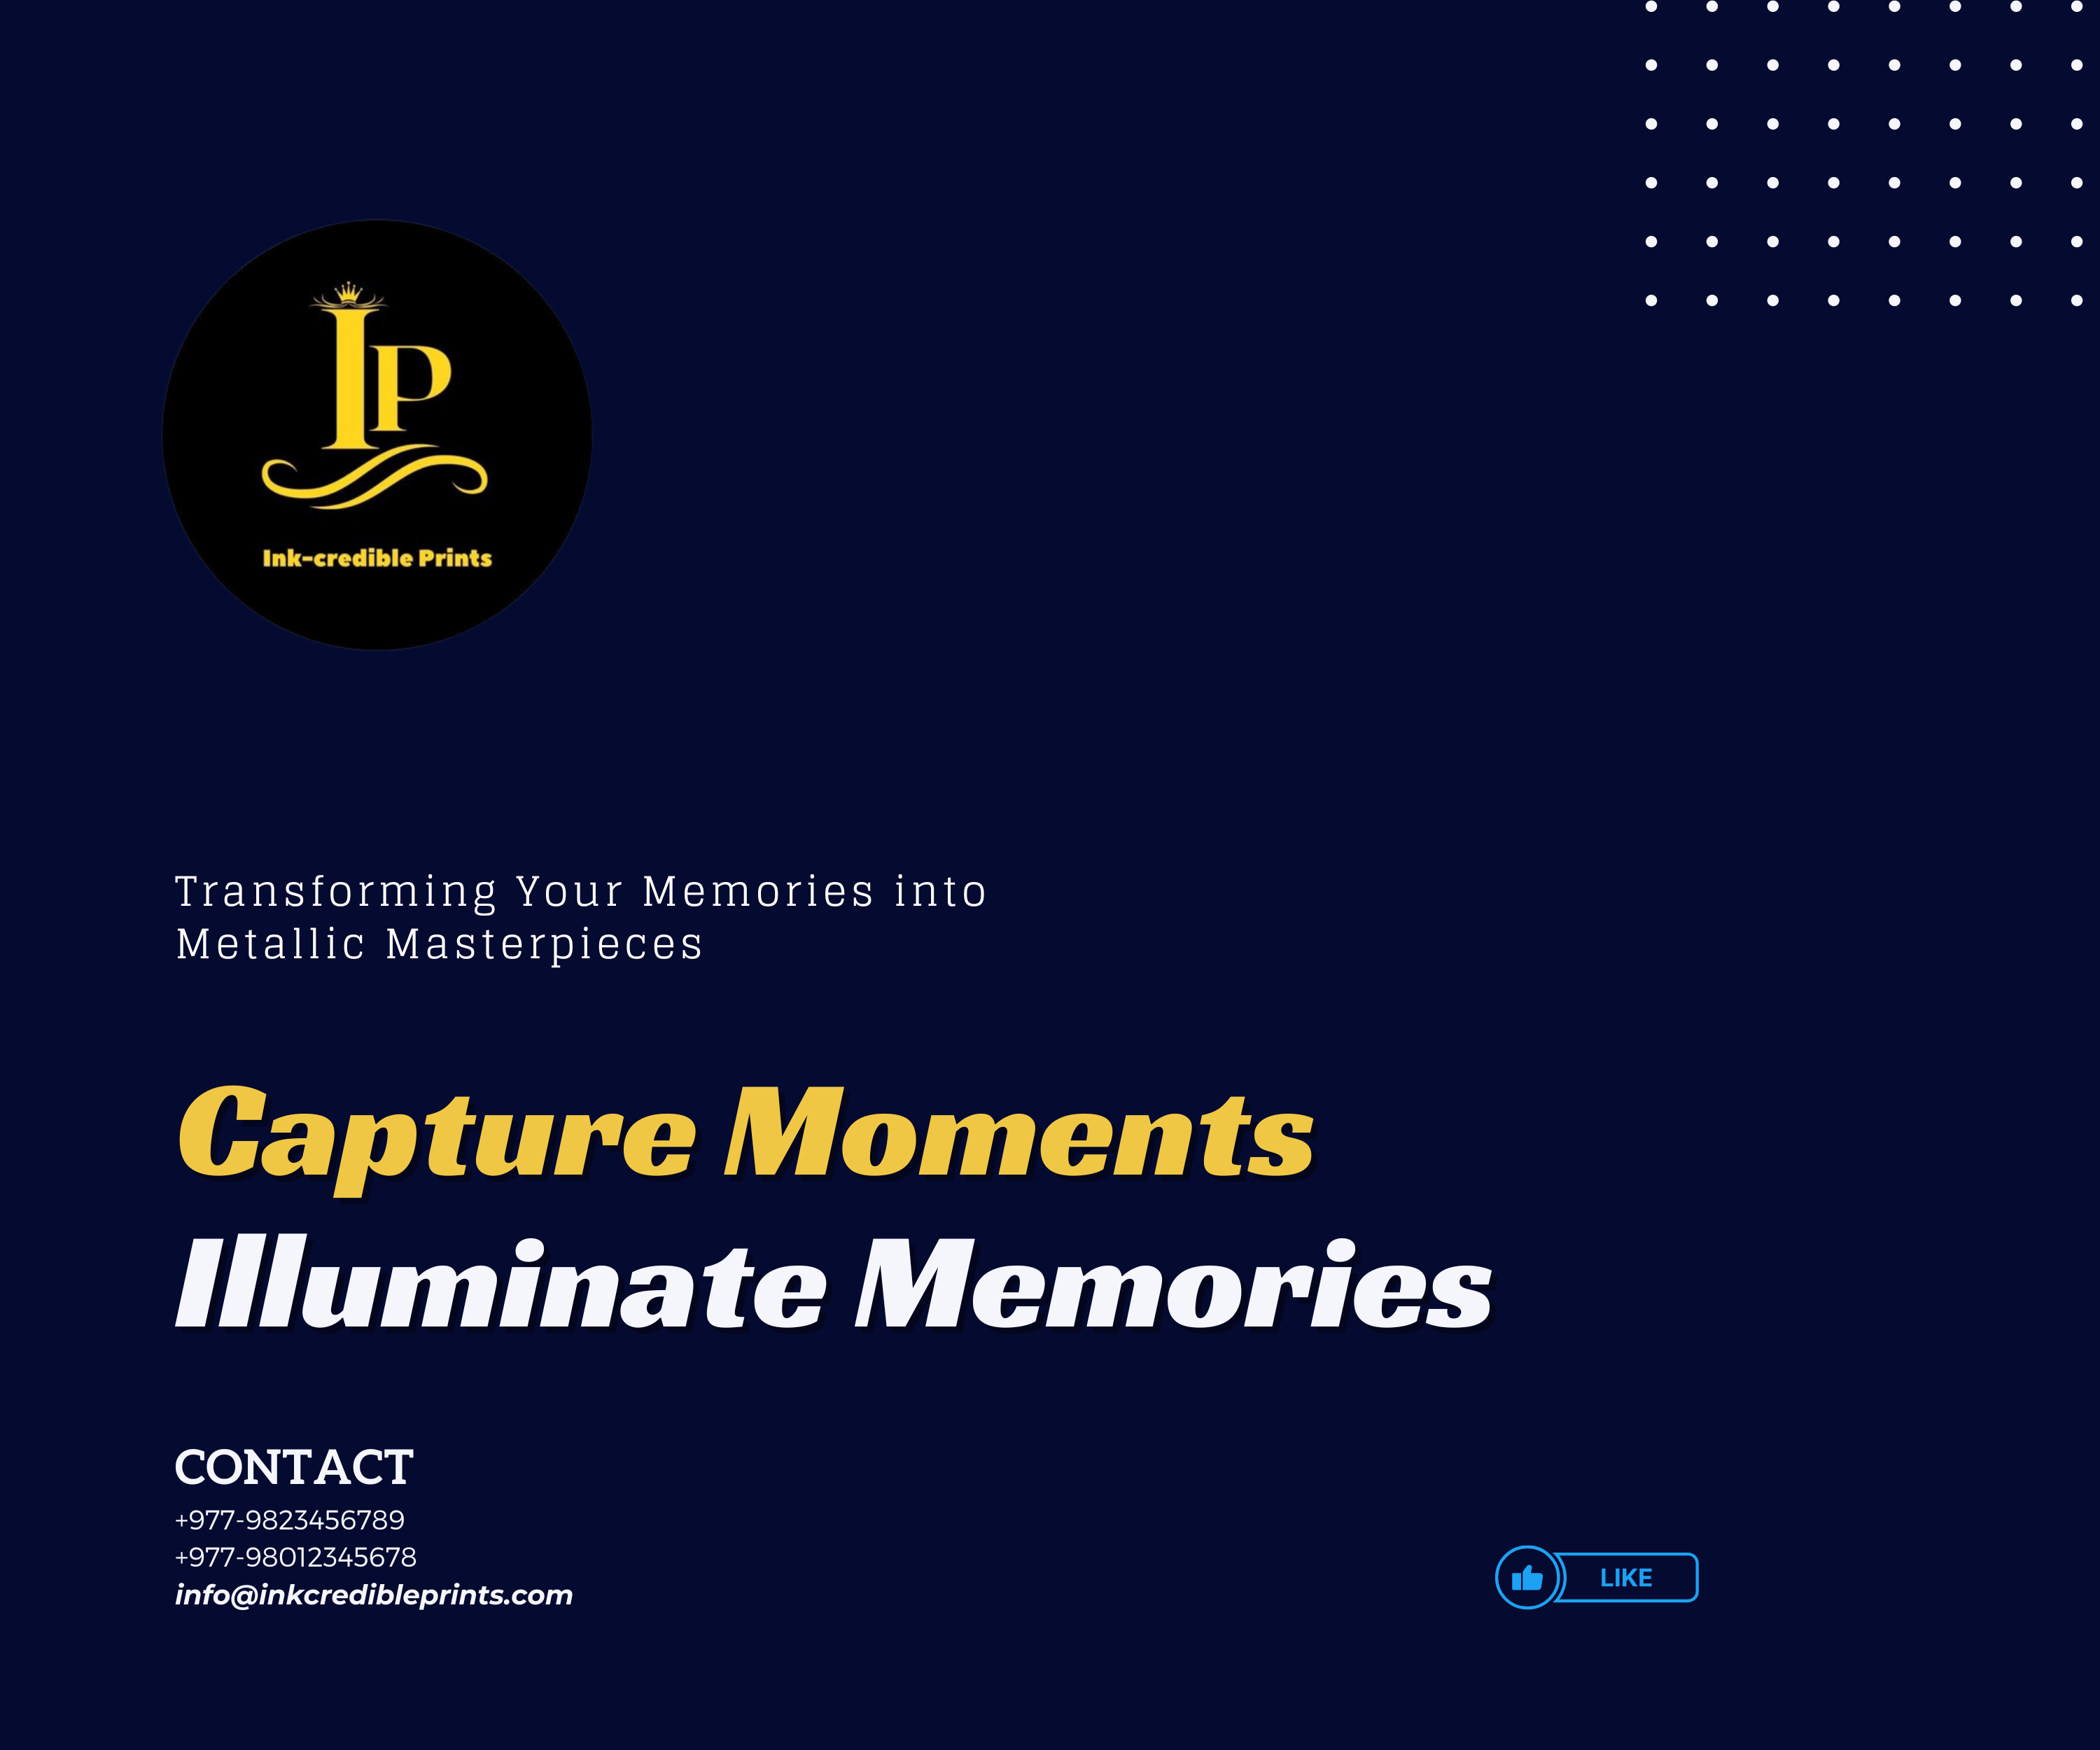 IP
Ink-credible Prints
Transforming Your Memories into
Metallic Masterpieces
Capture Moments
Illuminate Memories
CONTACT
+977-9823456789
+977-98012345678
info@inkcredibleprints.com
LIKE